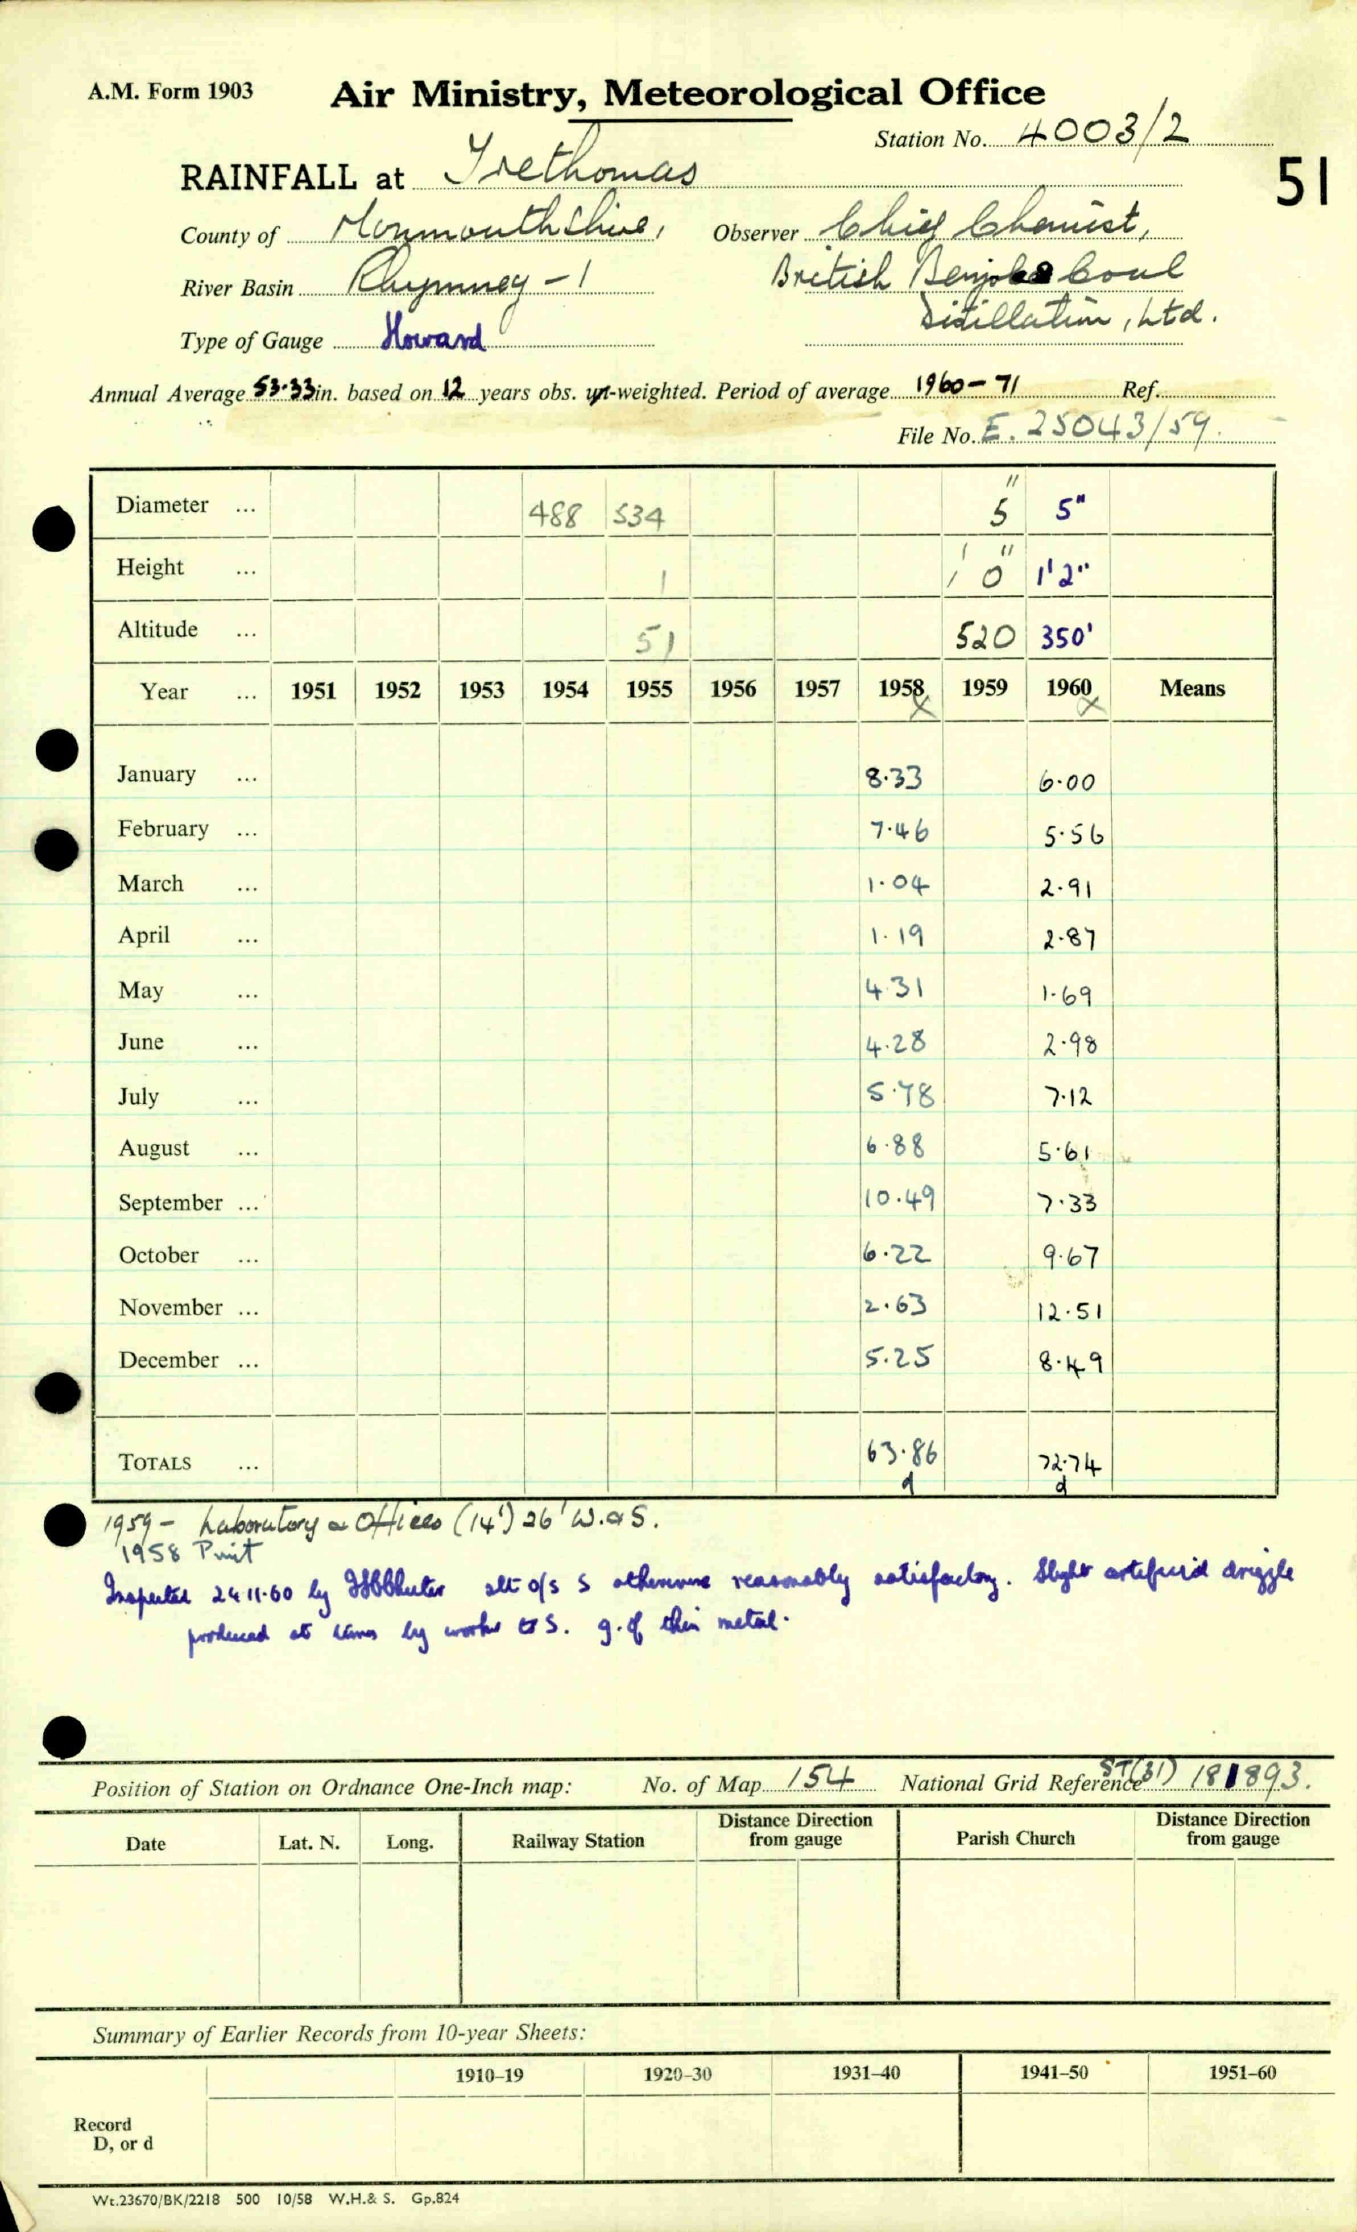 A.M. Form 1903
Air Ministry, Meteorological Office
Station No. 4003/2
51
RAINFALL at Trethomas
County of Monmouthshire, Observer Chief Chemist,
River Basin Rhymney - 1 British Benzol & Coal
Distillation, Ltd.
Type of Gauge Howard
Annual Average 53.33 in. based on 12 years obs. -weighted. Period of average 1960-71 Ref.
File No. E. 25043/59.
Diameter ... 488 534 5" 5"
Height ... 1 1' 0" 1'2"
Altitude ... 51 520 350'
Year ... 1951 1952 1953 1954 1955 1956 1957 1958 x 1959 1960 x Means
January ... 8.33 6.00
February ... 7.46 5.56
March ... 1.04 2.91
April ... 1.19 2.87
May ... 4.31 1.69
June ... 4.28 2.98
July ... 5.78 7.12
August ... 6.88 5.61
September ... 10.49 7.33
October ... 6.22 9.67
November ... 2.63 12.51
December ... 5.25 8.49
TOTALS ... 63.86 72.74
d d
1959 - Laboratory & Offices (14') 26' W. & S.
1958 Print
Inspected 24.11.60 by alt o/s S otherwise reasonably satisfactory. Slight artificial drizzle
produced at times by works to S. g. of thin metal.
Position of Station on Ordnance One-Inch map: No. of Map 154 National Grid Reference ST(31) 181893.
Date Lat. N. Long. Railway Station Distance Direction from gauge Parish Church Distance Direction from gauge
Summary of Earlier Records from 10-year Sheets:
1910-19 1920-30 1931-40 1941-50 1951-60
Record
D, or d
Wt.23670/BK/2218 500 10/58 W.H.& S. Gp.824